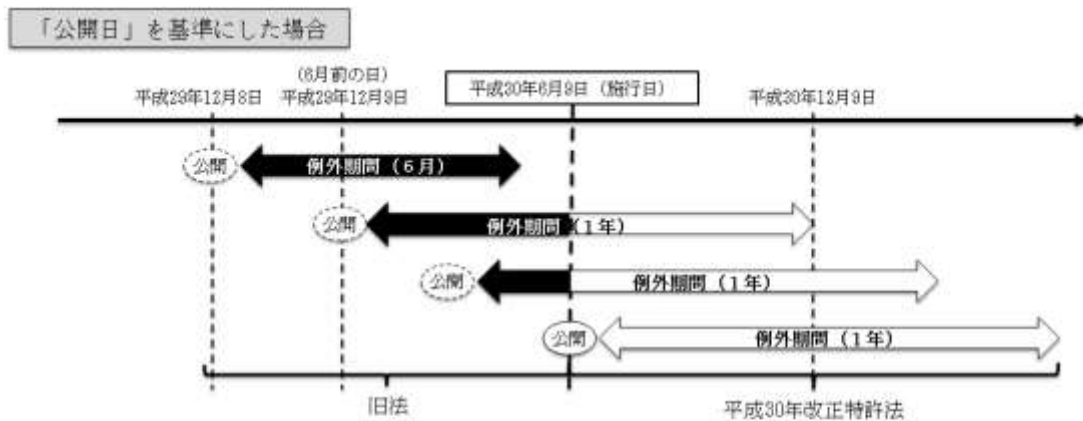 「公開日」を基準にした場合
(6月前の日)
平成29年12月8日
平成29年12月9日
平成30年6月9日（施行日）
平成30年12月9日
公開
例外期間（６月）
公開
例外期間（１年）
公開
例外期間（１年）
公開
例外期間（１年）
旧法
平成30年改正特許法